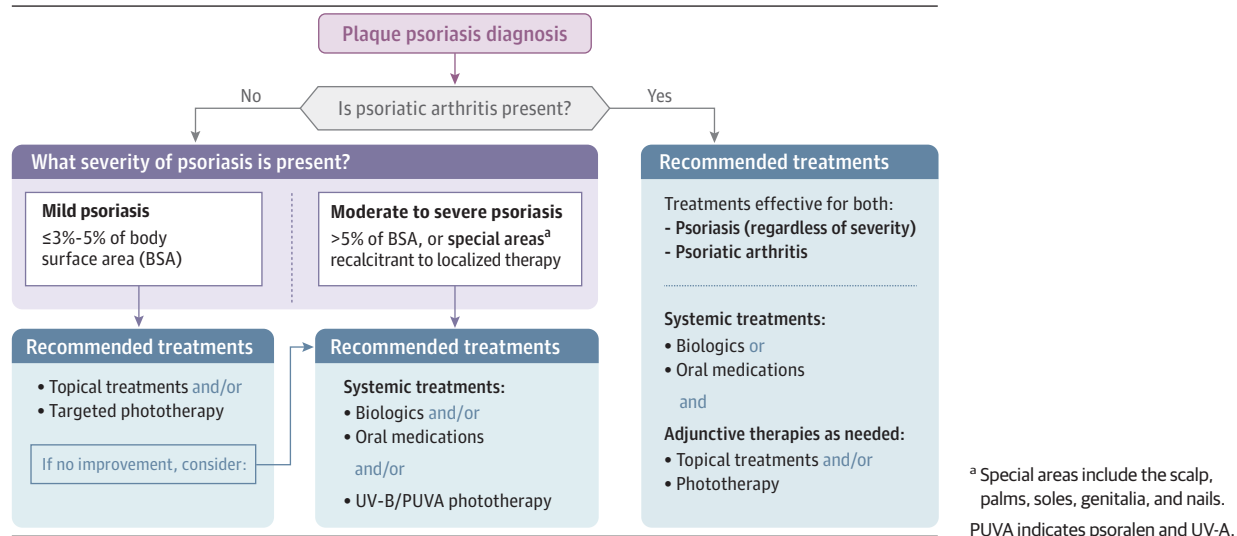 Plaque psoriasis diagnosis
No
Is psoriatic arthritis present?
Yes
What severity of psoriasis is present?
Mild psoriasis
≤3%-5% of body
surface area (BSA)
Moderate to severe psoriasis
>5% of BSA, or special areasᵃ
recalcitrant to localized therapy
Recommended treatments
• Topical treatments and/or
• Targeted phototherapy
If no improvement, consider:
Recommended treatments
Systemic treatments:
• Biologics and/or
• Oral medications
and/or
• UV-B/PUVA phototherapy
Recommended treatments
Treatments effective for both:
- Psoriasis (regardless of severity)
- Psoriatic arthritis
Systemic treatments:
• Biologics or
• Oral medications
and
Adjunctive therapies as needed:
• Topical treatments and/or
• Phototherapy
ᵃ Special areas include the scalp,
palms, soles, genitalia, and nails.
PUVA indicates psoralen and UV-A.